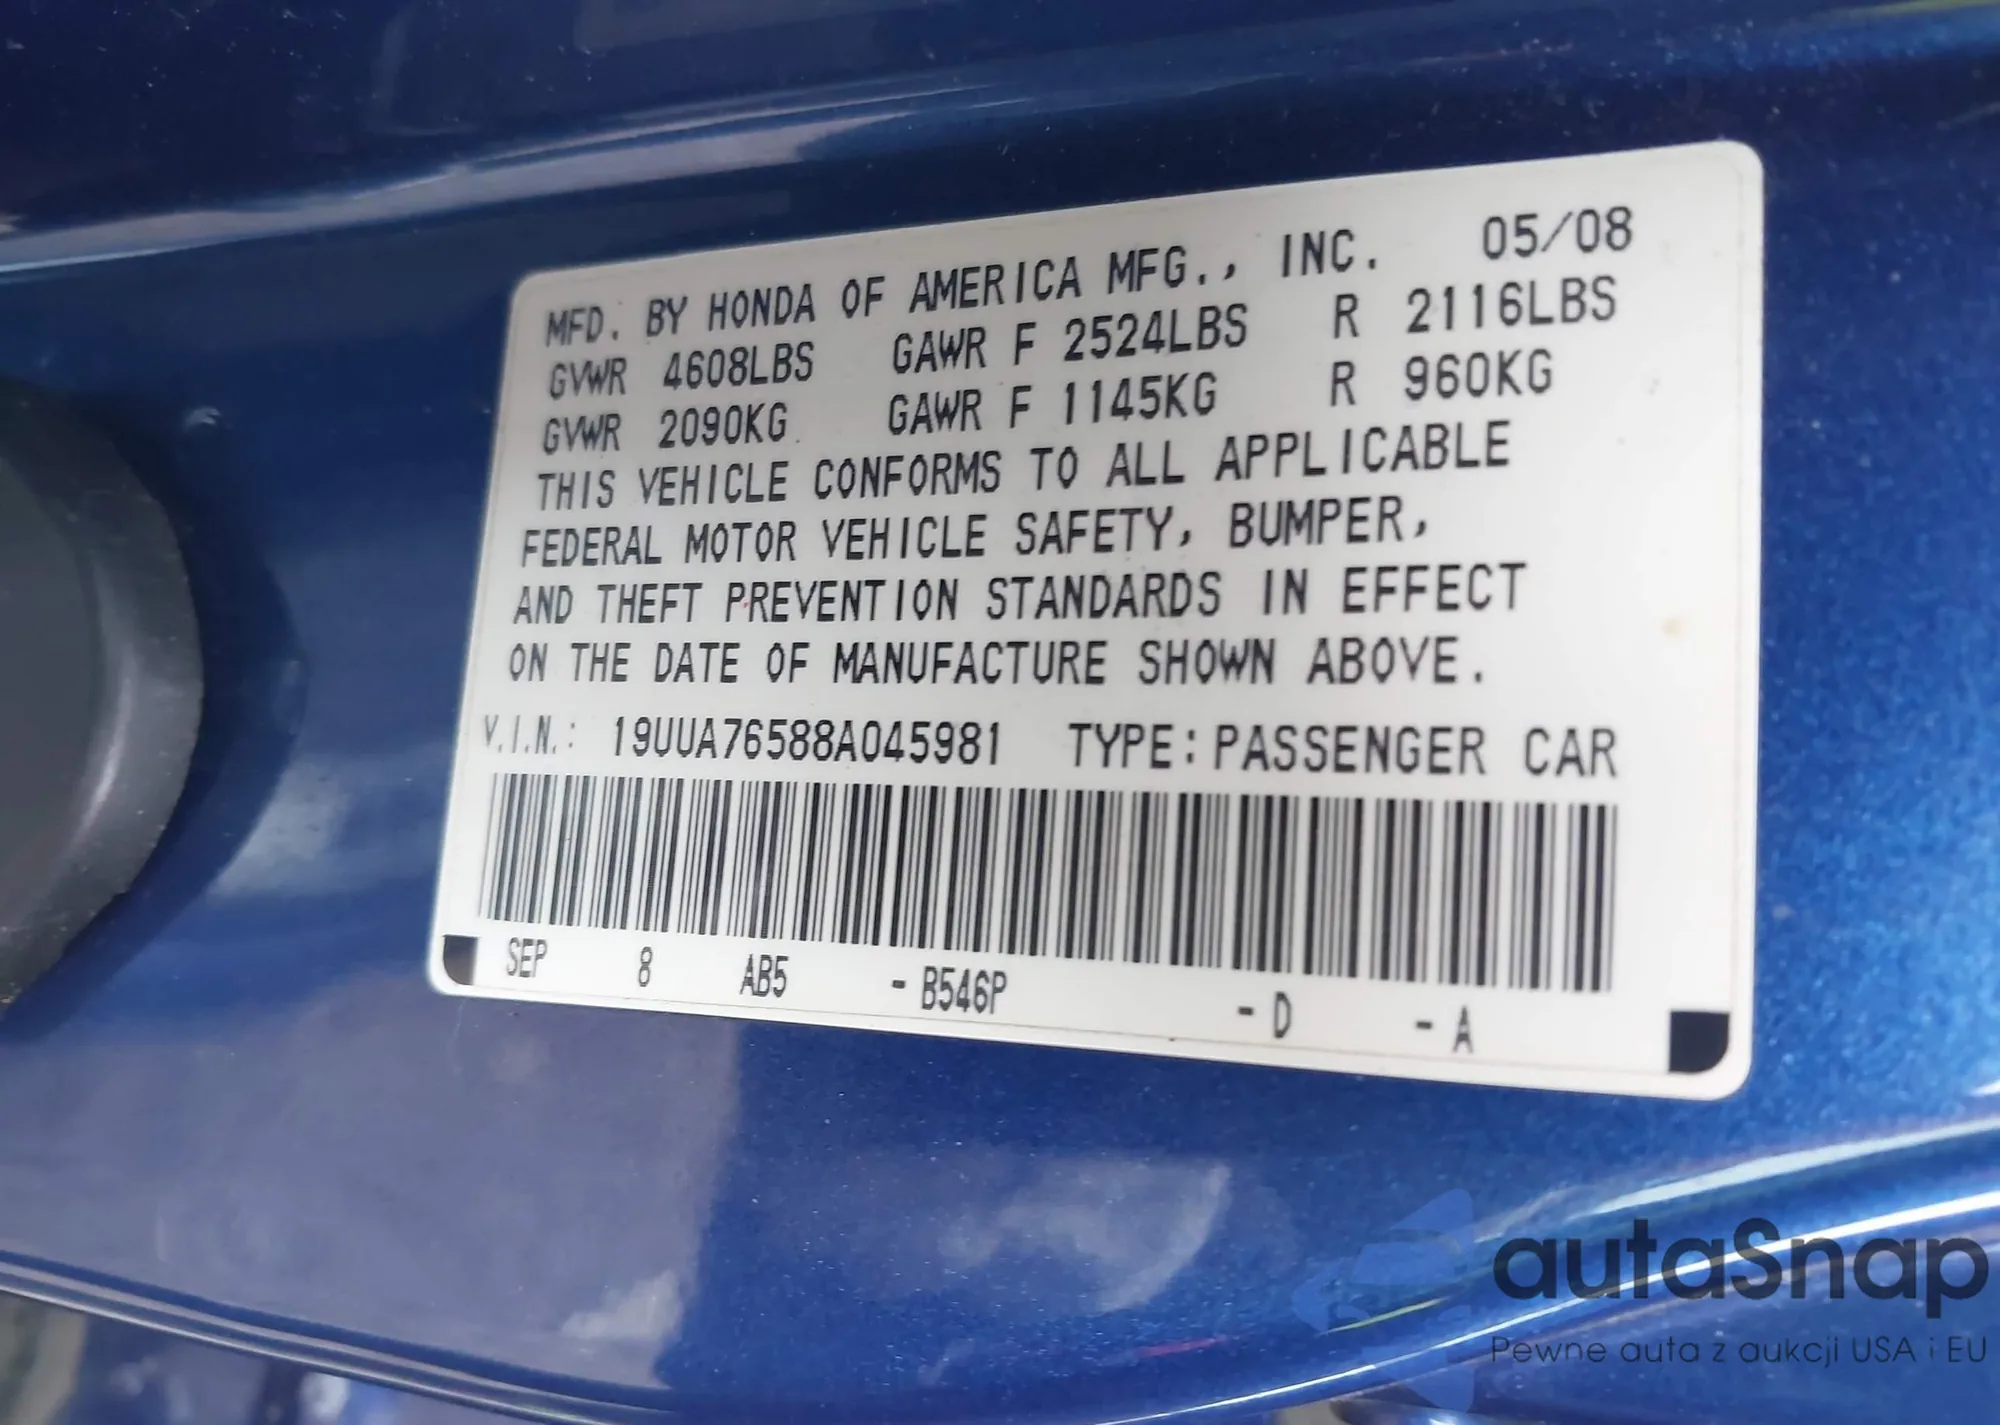 MFD. BY HONDA OF AMERICA MFG., INC. 05/08
GVWR 4608LBS GAWR F 2524LBS R 2116LBS
GVWR 2090KG GAWR F 1145KG R 960KG
THIS VEHICLE CONFORMS TO ALL APPLICABLE
FEDERAL MOTOR VEHICLE SAFETY, BUMPER,
AND THEFT PREVENTION STANDARDS IN EFFECT
ON THE DATE OF MANUFACTURE SHOWN ABOVE.
V.I.N.: 19UUA76588A045981 TYPE: PASSENGER CAR
SEP 8 AB5 - B546P - D - A
autaSnap
Pewne auta z aukcji USA i EU